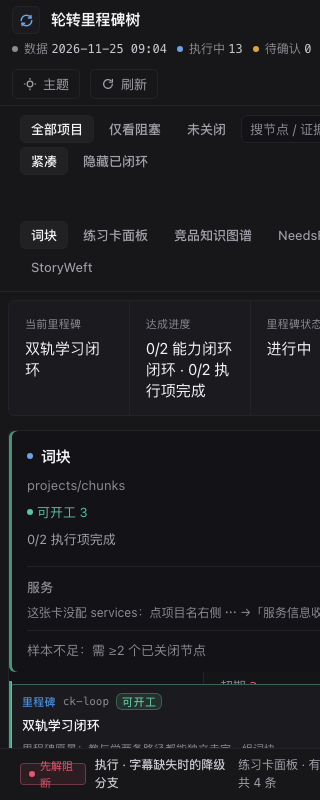 轮转里程碑树
数据 2026-11-25 09:04 执行中 13 待确认 0
主题 刷新
全部项目 仅看阻塞 未关闭 搜节点 / 证据
紧凑 隐藏已闭环
词块 练习卡面板 竞品知识图谱
StoryWeft
当前里程碑 达成进度 里程碑状态
双轨学习闭 0/2 能力闭环 进行中
环 闭环 · 0/2 执
行项完成
词块
projects/chunks
可开工 3
0/2 执行项完成
服务
这张卡没配 services：点项目名右侧 ··· →「服务信息收
样本不足：需 ≥2 个已关闭节点
里程碑 ck-loop 可开工
双轨学习闭环
先解阻断 执行 · 字幕缺失时的降级 练习卡面板 · 有
分支 共 4 条